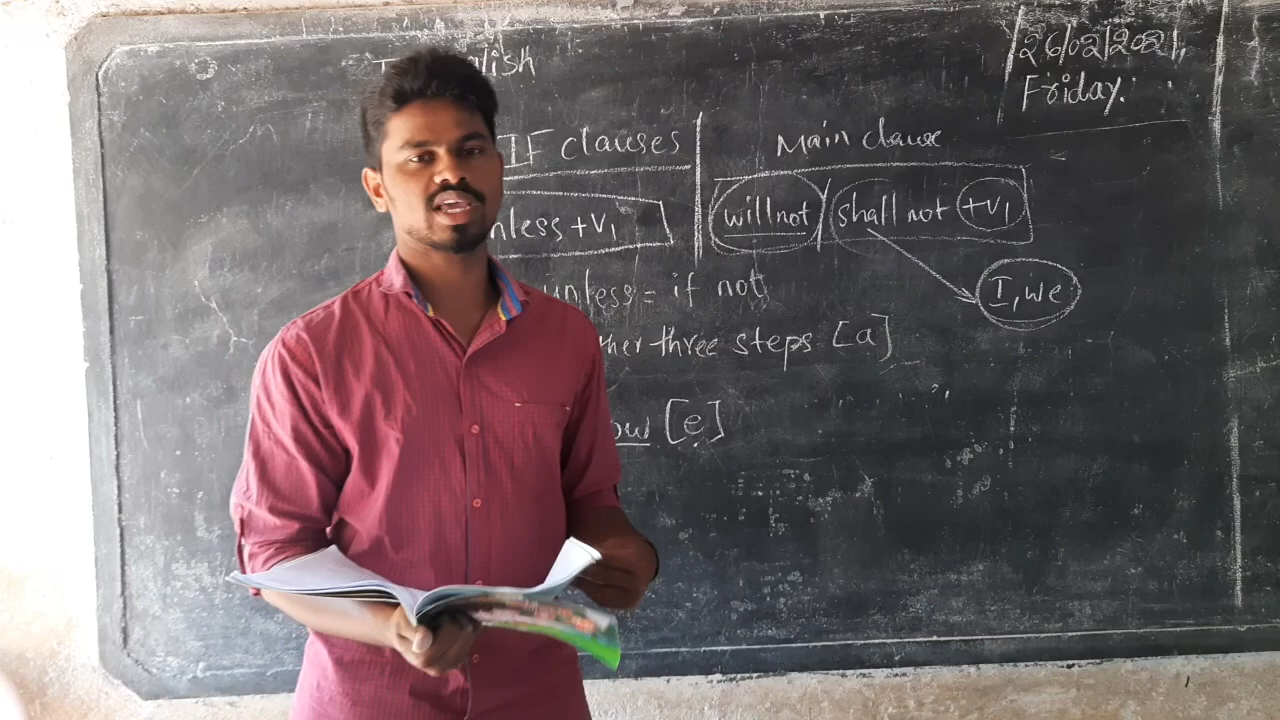 26/02/2021,
Friday.
IF clauses
Main clause
nless + V1
will not / shall not + V1
I, we
unless = if not
her three steps [a]
ow [e]